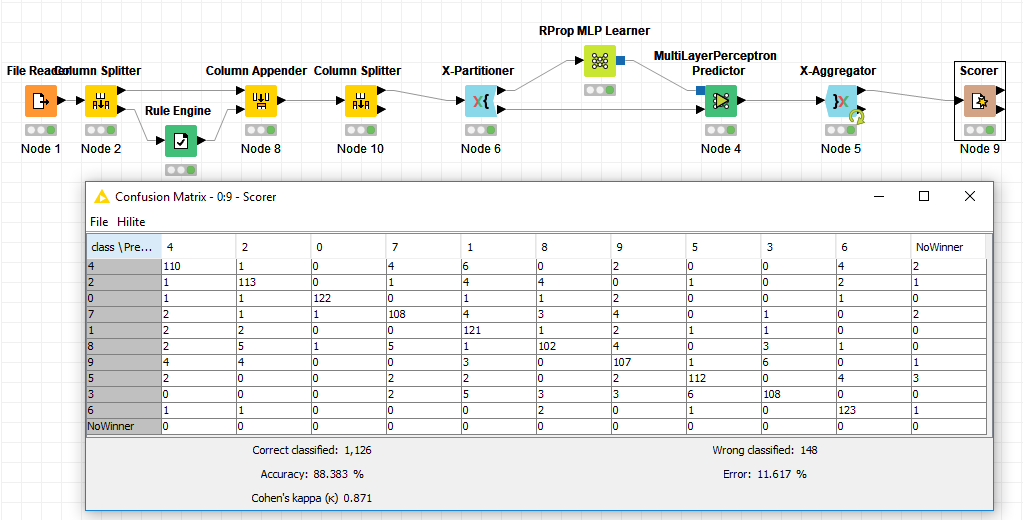 RProp MLP Learner
MultiLayerPerceptron
File Reader Column Splitter Column Appender Column Splitter X-Partitioner Predictor X-Aggregator Scorer
Rule Engine
Node 1 Node 2 Node 8 Node 10 Node 6 Node 4 Node 5 Node 9
Confusion Matrix - 0:9 - Scorer
File Hilite
class \Pre... 4 2 0 7 1 8 9 5 3 6 NoWinner
4 110 1 0 4 6 0 2 0 0 4 2
2 1 113 0 1 4 4 0 1 0 2 1
0 1 1 122 0 1 1 2 0 0 1 0
7 2 1 1 108 4 3 4 0 1 0 2
1 2 2 0 0 121 1 2 1 1 0 0
8 2 5 1 5 1 102 4 0 3 1 0
9 4 4 0 0 3 0 107 1 6 0 1
5 2 0 0 2 2 0 2 112 0 4 3
3 0 0 0 2 5 3 3 6 108 0 0
6 1 1 0 0 0 2 0 1 0 123 1
NoWinner 0 0 0 0 0 0 0 0 0 0 0
Correct classified: 1,126 Wrong classified: 148
Accuracy: 88.383 % Error: 11.617 %
Cohen's kappa (κ) 0.871